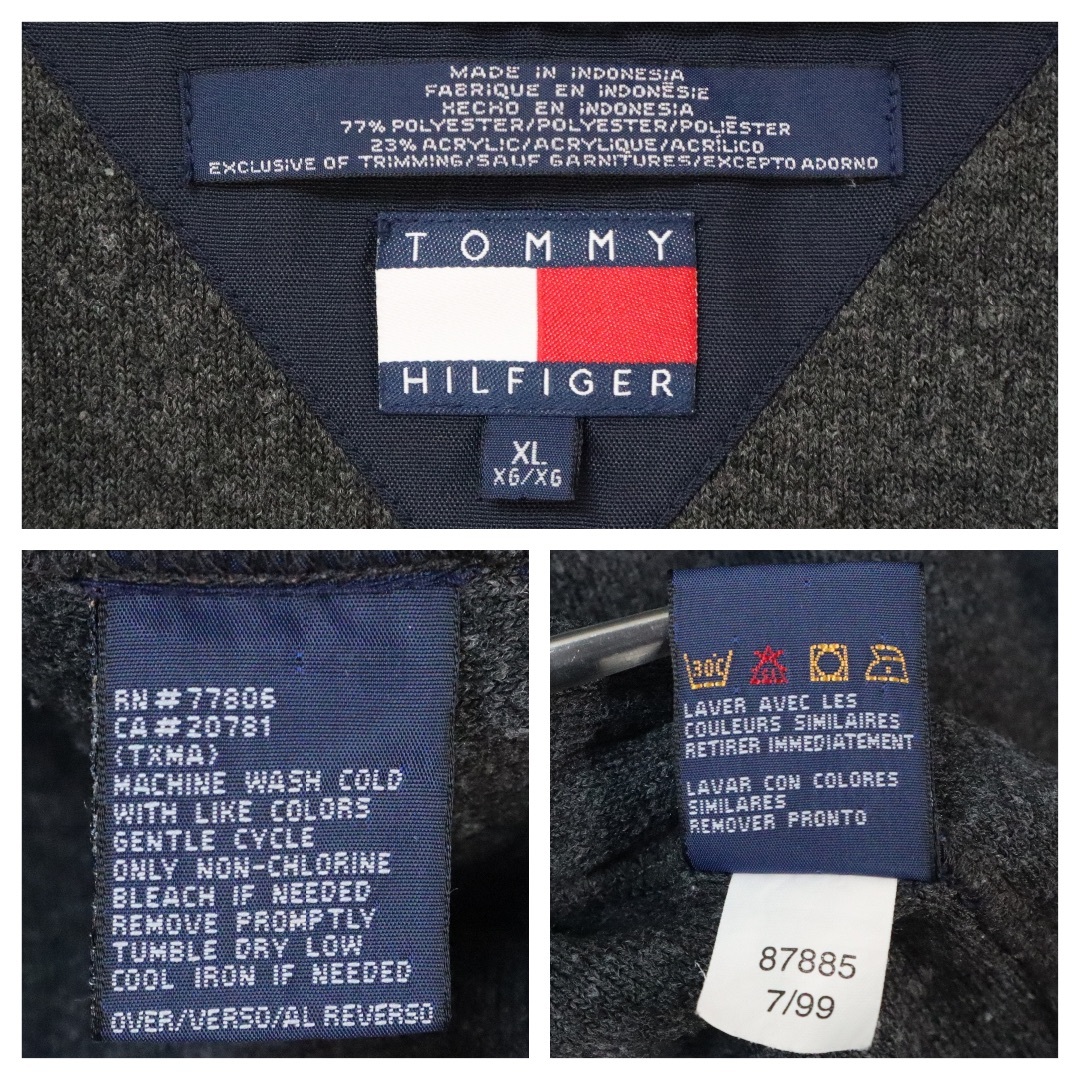 MADE IN INDONESIA
FABRIQUE EN INDONÉSIE
HECHO EN INDONESIA
77% POLYESTER/POLYESTER/POLIÉSTER
23% ACRYLIC/ACRYLIQUE/ACRÍLICO
EXCLUSIVE OF TRIMMING/SAUF GARNITURES/EXCEPTO ADORNO
TOMMY
HILFIGER
XL
XG/XG
RN #77806
CA #20781
(TXMA)
MACHINE WASH COLD
WITH LIKE COLORS
GENTLE CYCLE
ONLY NON-CHLORINE
BLEACH IF NEEDED
REMOVE PROMPTLY
TUMBLE DRY LOW
COOL IRON IF NEEDED
OVER/VERSO/AL REVERSO
30C
LAVER AVEC LES
COULEURS SIMILAIRES
RETIRER IMMEDIATEMENT
LAVAR CON COLORES
SIMILARES
REMOVER PRONTO
87885
7/99